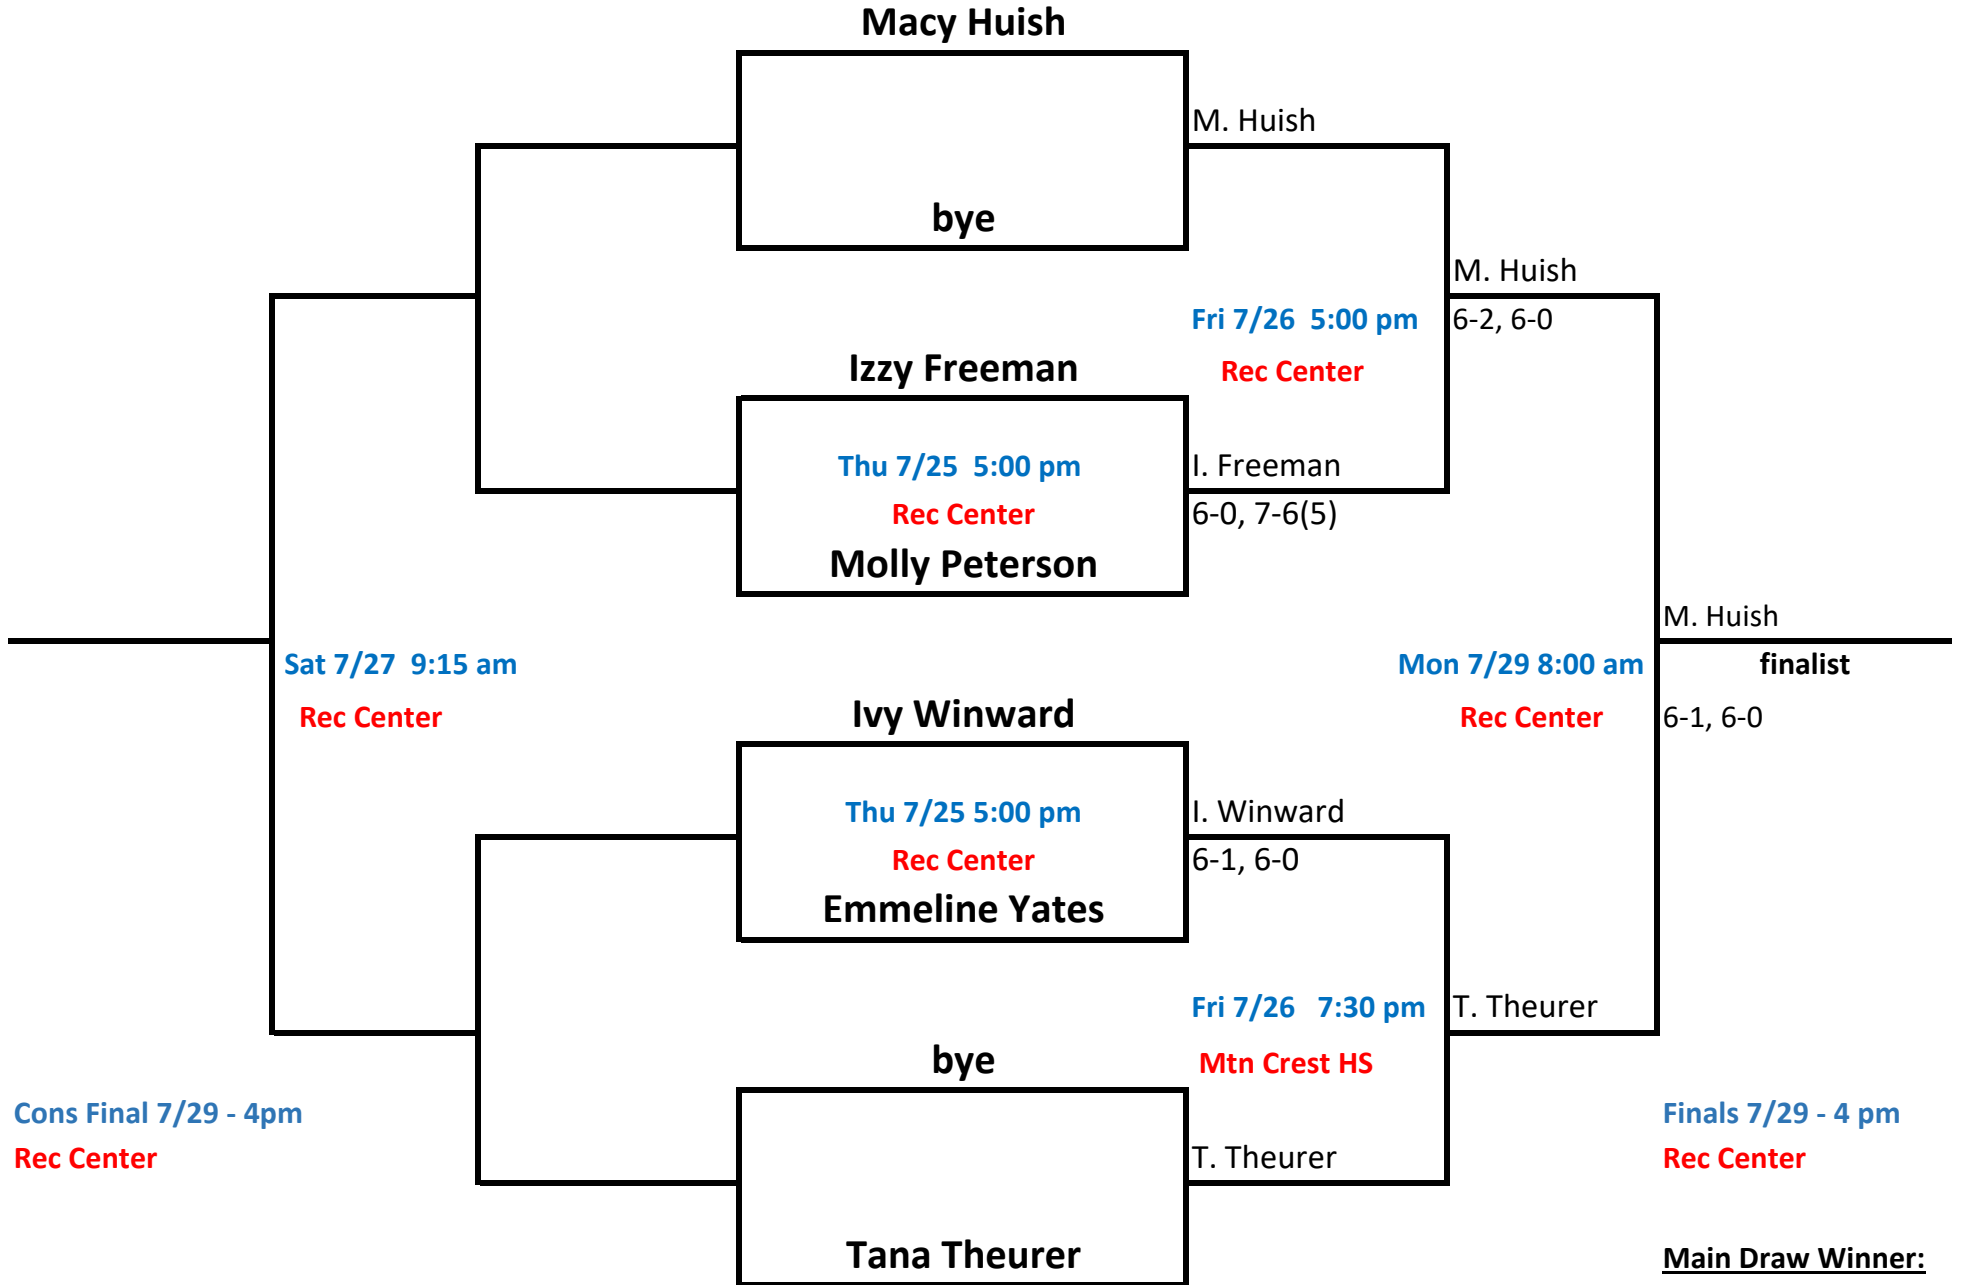 Macy Huish
M. Huish
bye
M. Huish
Fri 7/26  5:00 pm
6-2, 6-0
Izzy Freeman
Rec Center
Thu 7/25  5:00 pm
I. Freeman
Rec Center
6-0, 7-6(5)
Molly Peterson
M. Huish
Sat 7/27  9:15 am
Mon 7/29 8:00 am
finalist
Rec Center
Ivy Winward
Rec Center
6-1, 6-0
Thu 7/25 5:00 pm
I. Winward
Rec Center
6-1, 6-0
Emmeline Yates
Fri 7/26   7:30 pm
T. Theurer
bye
Mtn Crest HS
Cons Final 7/29 - 4pm
Finals 7/29 - 4 pm
Rec Center
T. Theurer
Rec Center
Tana Theurer
Main Draw Winner: